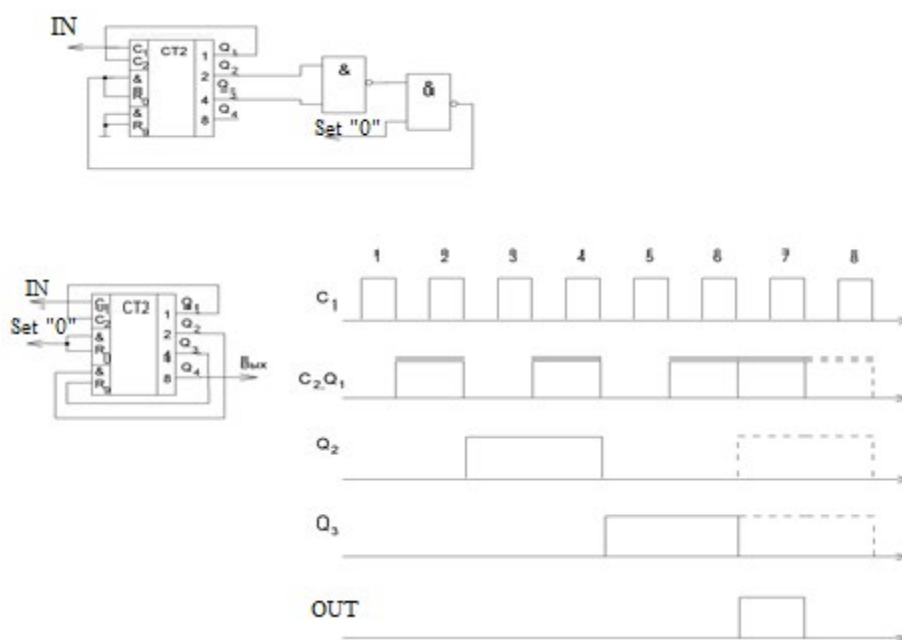 IN
C1 CT2 1 Q1
C2 2 Q2
& & &
R0 4 Q3
& 8 Q4
R9
Set "0"
1 2 3 4 5 6 7 8
C1
IN
CT2 1 Q1
Set "0" C2 2 Q2
&
R0 Q3
& 8 Q4 Вых
R9
C2,Q1
Q2
Q3
OUT